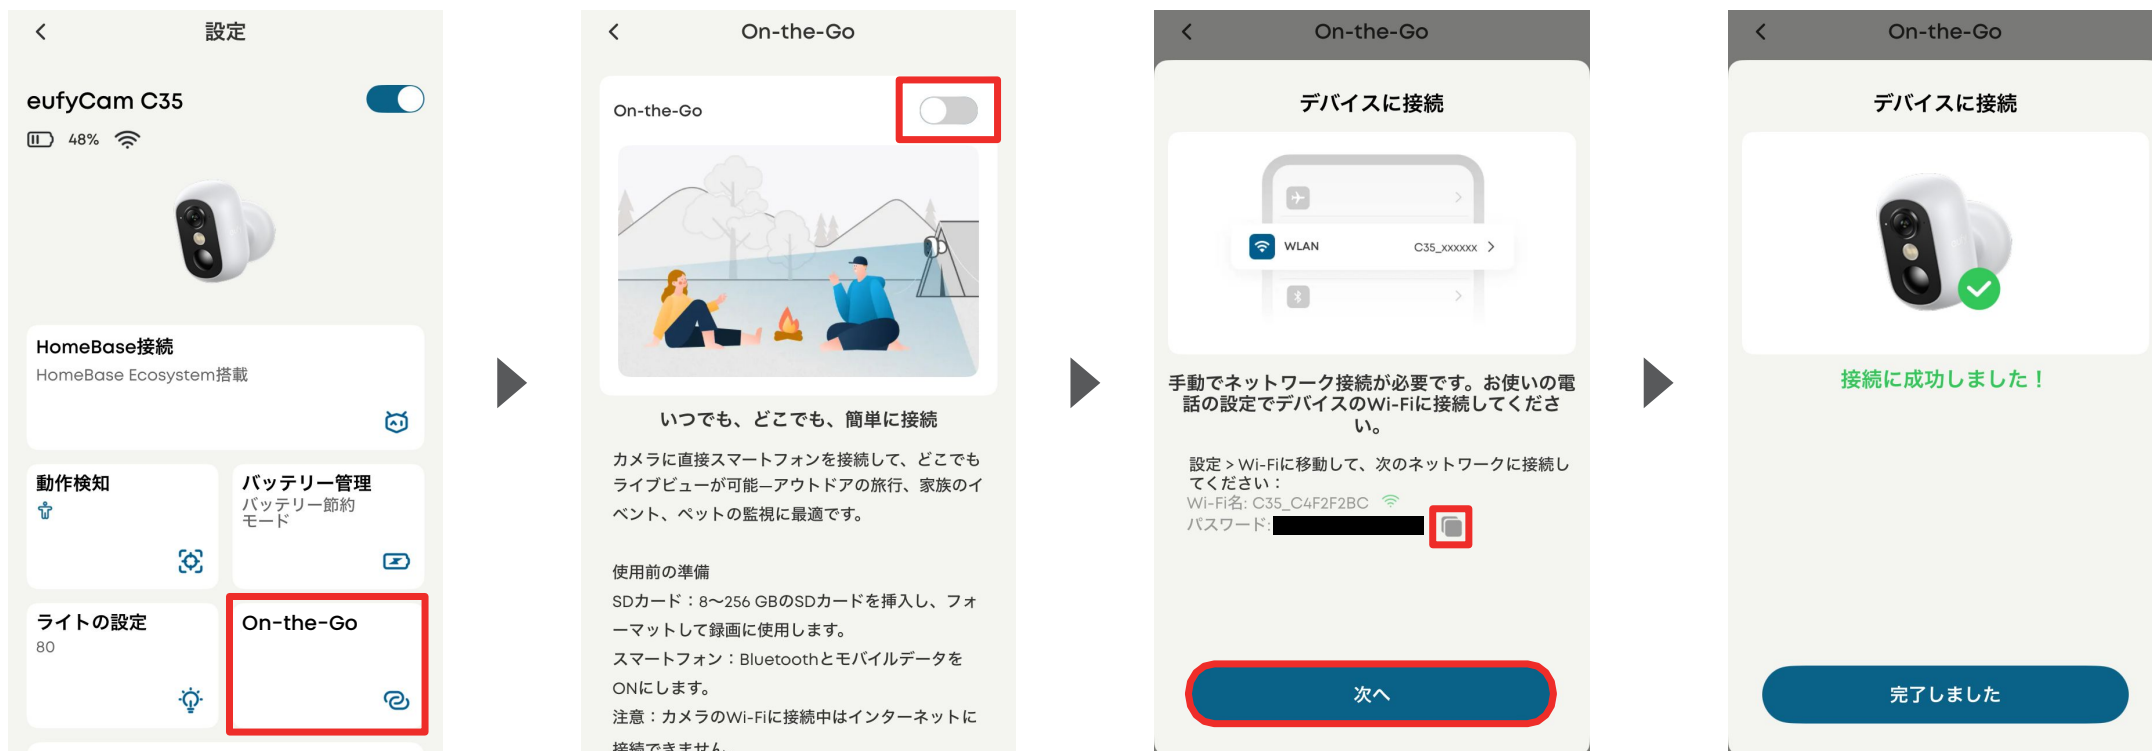 設定
eufyCam C35
48%
HomeBase接続
HomeBase Ecosystem搭載
動作検知
バッテリー管理
バッテリー節約
モード
ライトの設定
80
On-the-Go
On-the-Go
On-the-Go
いつでも、どこでも、簡単に接続
カメラに直接スマートフォンを接続して、どこでも
ライブビューが可能—アウトドアの旅行、家族のイ
ベント、ペットの監視に最適です。
使用前の準備
SDカード：8〜256 GBのSDカードを挿入し、フォ
ーマットして録画に使用します。
スマートフォン：Bluetoothとモバイルデータを
ONにします。
注意：カメラのWi-Fiに接続中はインターネットに
接続できません
On-the-Go
デバイスに接続
WLAN
C35_xxxxxx
手動でネットワーク接続が必要です。お使いの電
話の設定でデバイスのWi-Fiに接続してくださ
い。
設定 > Wi-Fiに移動して、次のネットワークに接続し
てください：
Wi-Fi名: C35_C4F2F2BC
パスワード:
次へ
On-the-Go
デバイスに接続
接続に成功しました！
完了しました